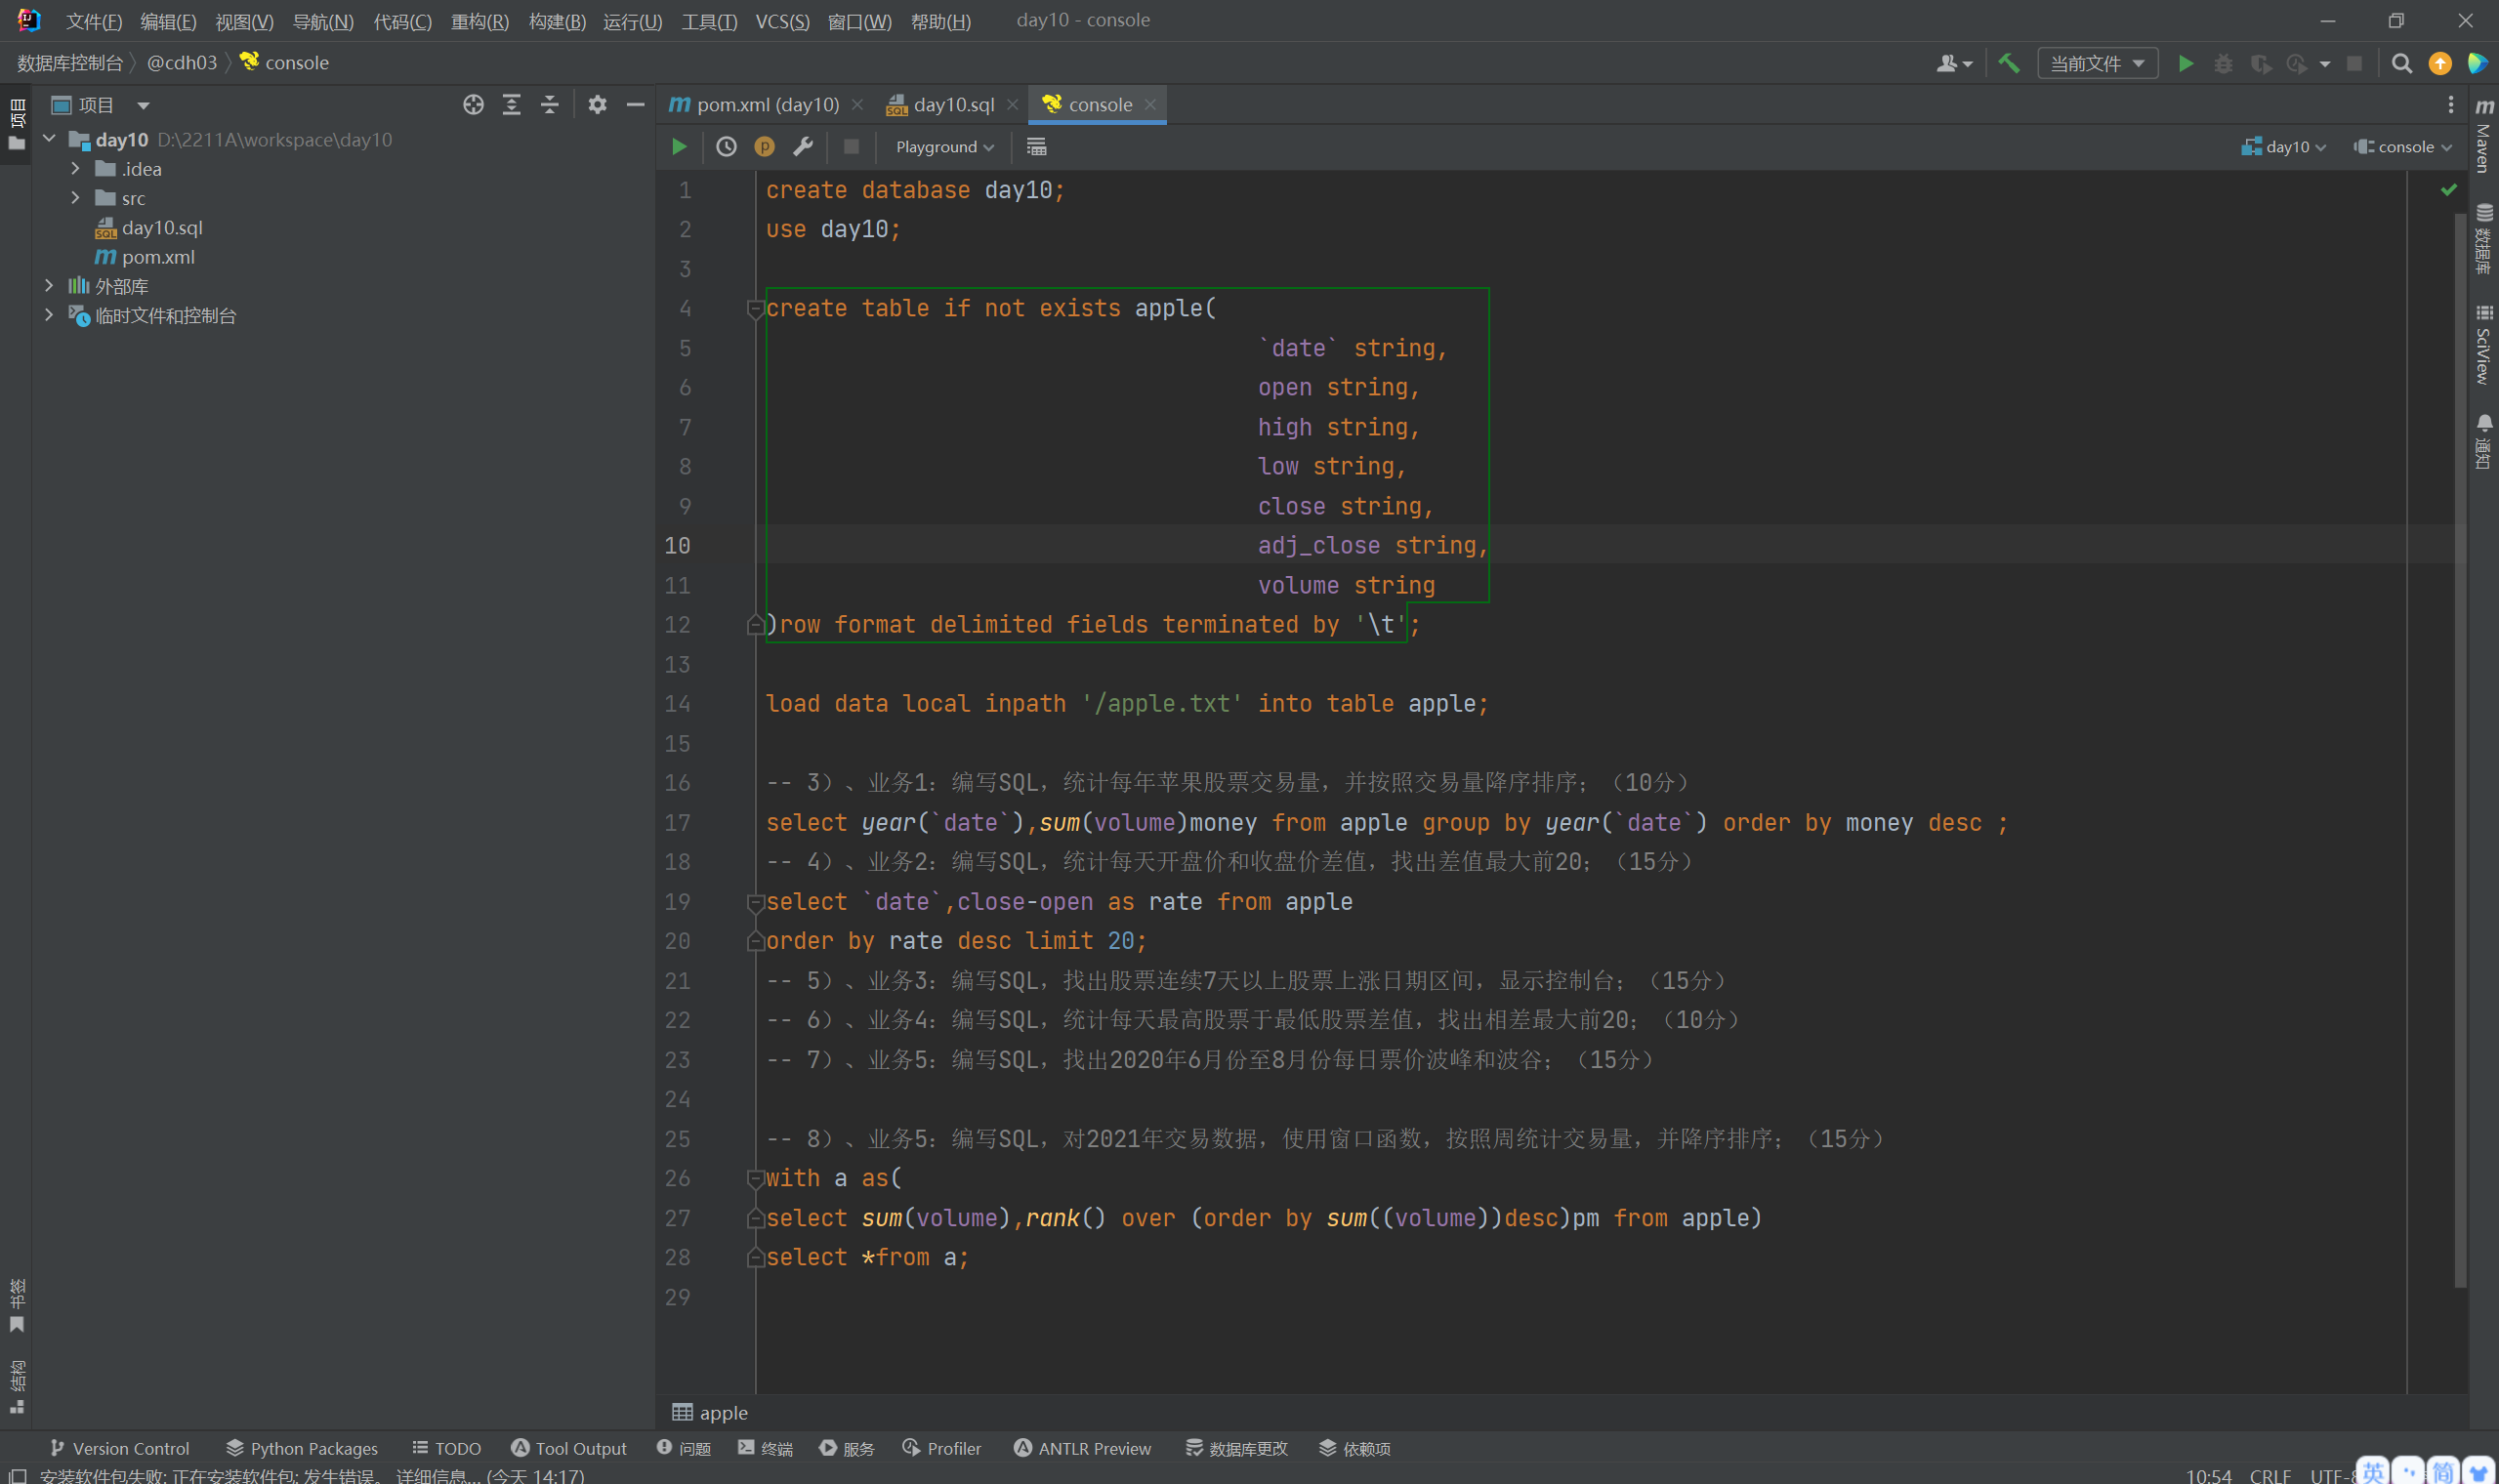 文件(F) 编辑(E) 视图(V) 导航(N) 代码(C) 重构(R) 构建(B) 运行(U) 工具(T) VCS(S) 窗口(W) 帮助(H) day10 - console
数据库控制台 @cdh03 console 当前文件
项目
项目
pom.xml (day10) day10.sql console
day10 D:\2211A\workspace\day10
.idea
src
day10.sql
pom.xml
外部库
临时文件和控制台
Playground day10 console
1 create database day10;
2 use day10;
3
4 create table if not exists apple(
5 `date` string,
6 open string,
7 high string,
8 low string,
9 close string,
10 adj_close string,
11 volume string
12 )row format delimited fields terminated by '\t';
13
14 load data local inpath '/apple.txt' into table apple;
15
16 -- 3）、业务1：编写SQL，统计每年苹果股票交易量，并按照交易量降序排序；（10分）
17 select year(`date`),sum(volume)money from apple group by year(`date`) order by money desc ;
18 -- 4）、业务2：编写SQL，统计每天开盘价和收盘价差值，找出差值最大前20；（15分）
19 select `date`,close-open as rate from apple
20 order by rate desc limit 20;
21 -- 5）、业务3：编写SQL，找出股票连续7天以上股票上涨日期区间，显示控制台；（15分）
22 -- 6）、业务4：编写SQL，统计每天最高股票于最低股票差值，找出相差最大前20；（10分）
23 -- 7）、业务5：编写SQL，找出2020年6月份至8月份每日票价波峰和波谷；（15分）
24
25 -- 8）、业务5：编写SQL，对2021年交易数据，使用窗口函数，按照周统计交易量，并降序排序；（15分）
26 with a as(
27 select sum(volume),rank() over (order by sum((volume))desc)pm from apple)
28 select *from a;
29
apple
Maven
数据库
SciView
通知
书签
结构
Version Control Python Packages TODO Tool Output 问题 终端 服务 Profiler ANTLR Preview 数据库更改 依赖项
安装软件包失败: 正在安装软件包: 发生错误。 详细信息... (今天 14:17) 10:54 CRLF UTF-8
英 简